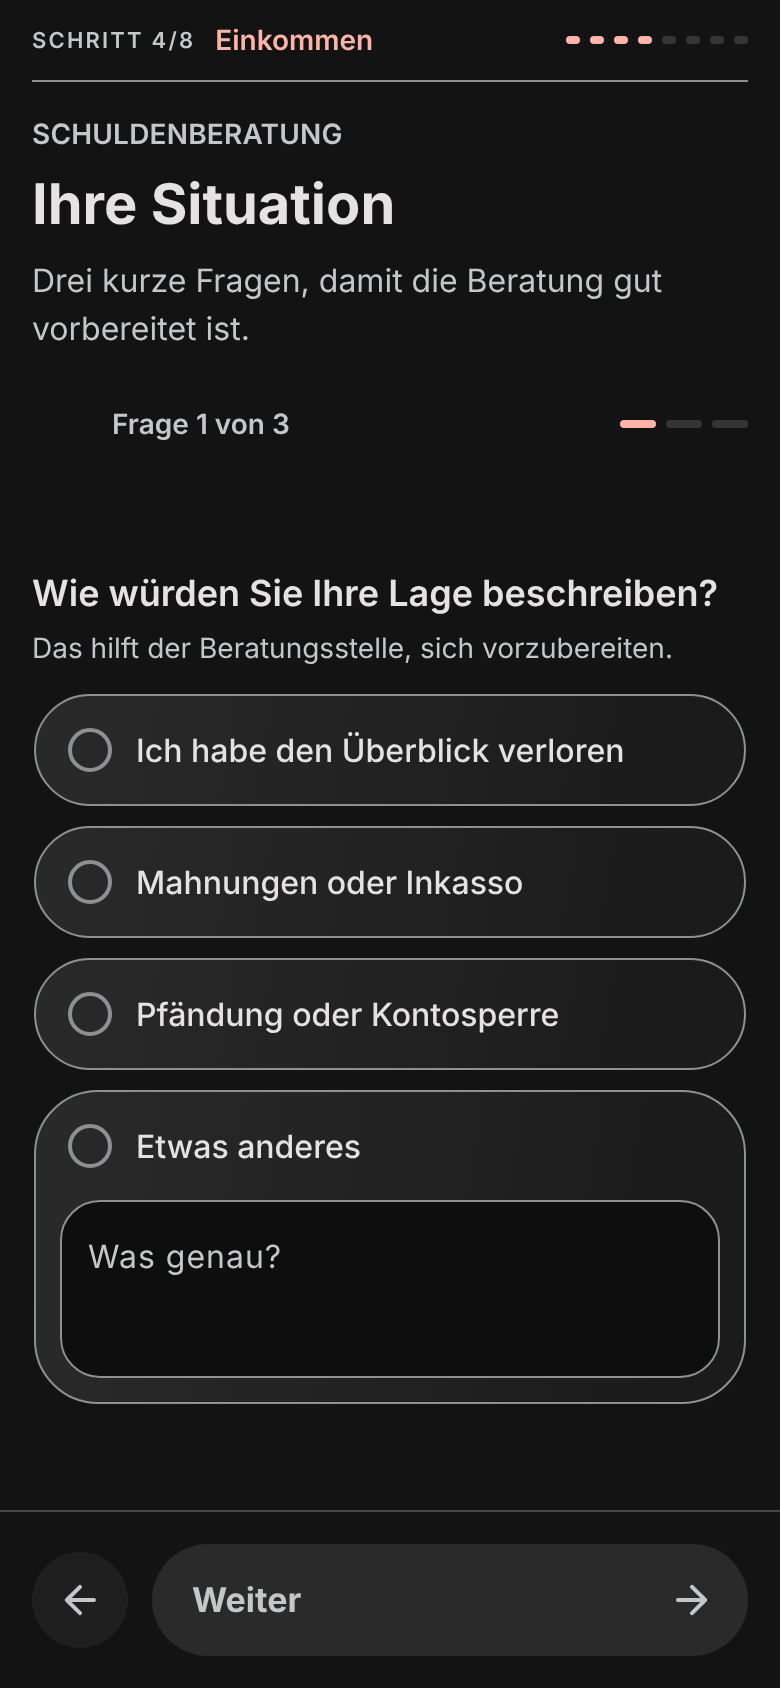 SCHRITT 4/8 Einkommen
SCHULDENBERATUNG
Ihre Situation
Drei kurze Fragen, damit die Beratung gut
vorbereitet ist.
Frage 1 von 3
Wie würden Sie Ihre Lage beschreiben?
Das hilft der Beratungsstelle, sich vorzubereiten.
Ich habe den Überblick verloren
Mahnungen oder Inkasso
Pfändung oder Kontosperre
Etwas anderes
Was genau?
Weiter